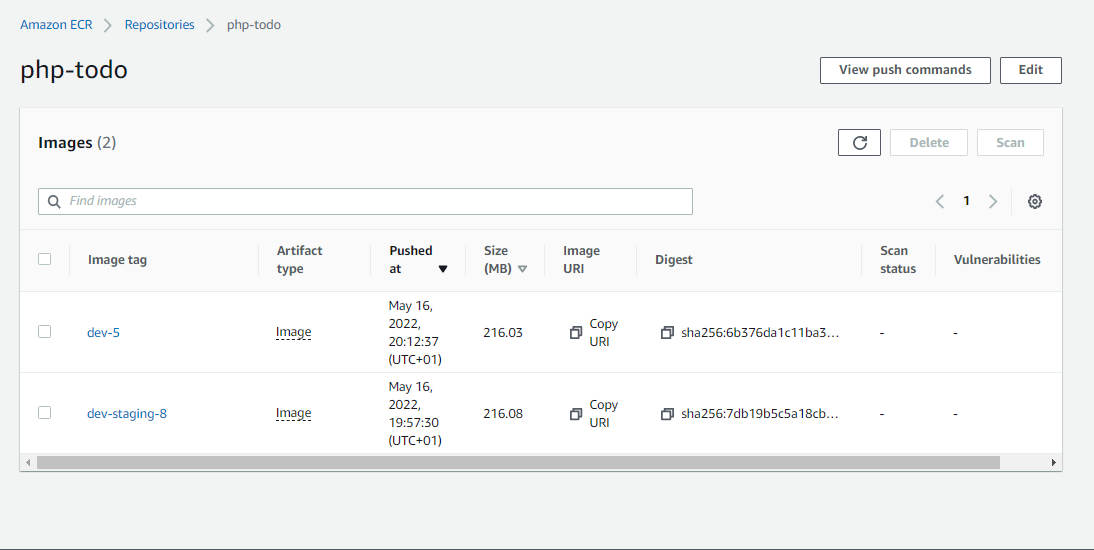 Amazon ECR > Repositories > php-todo
php-todo
View push commands
Edit
Images (2)
Delete
Scan
Find images
1
Image tag
Artifact
type
Pushed
at
Size
(MB)
Image
URI
Digest
Scan
status
Vulnerabilities
dev-5
Image
May 16,
2022,
20:12:37
(UTC+01)
216.03
Copy
URI
sha256:6b376da1c11ba3...
-
-
dev-staging-8
Image
May 16,
2022,
19:57:30
(UTC+01)
216.08
Copy
URI
sha256:7db19b5c5a18cb...
-
-